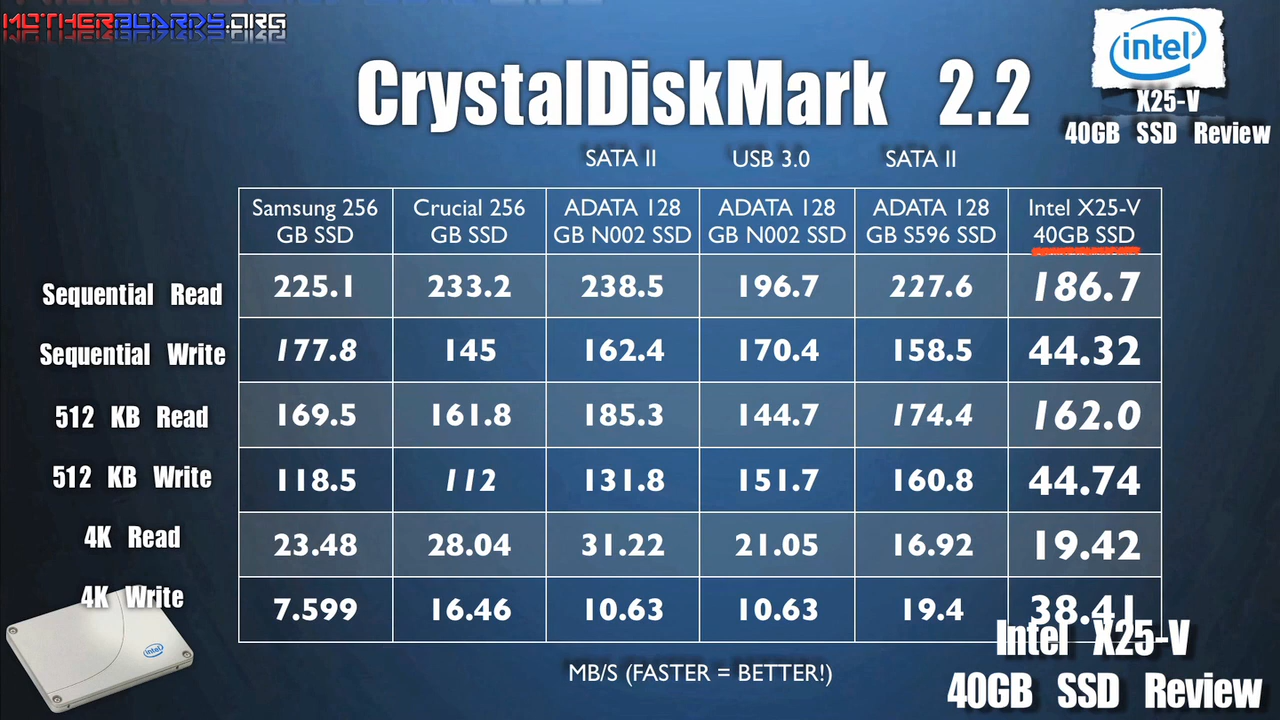 MOTHERBOARDS.ORG
intel
X25-V
40GB SSD Review
CrystalDiskMark 2.2
SATA II USB 3.0 SATA II
Samsung 256 GB SSD Crucial 256 GB SSD ADATA 128 GB N002 SSD ADATA 128 GB N002 SSD ADATA 128 GB S596 SSD Intel X25-V 40GB SSD
Sequential Read 225.1 233.2 238.5 196.7 227.6 186.7
Sequential Write 177.8 145 162.4 170.4 158.5 44.32
512 KB Read 169.5 161.8 185.3 144.7 174.4 162.0
512 KB Write 118.5 112 131.8 151.7 160.8 44.74
4K Read 23.48 28.04 31.22 21.05 16.92 19.42
4K Write 7.599 16.46 10.63 10.63 19.4 38.41
intel
MB/S (FASTER = BETTER!)
Intel X25-V
40GB SSD Review